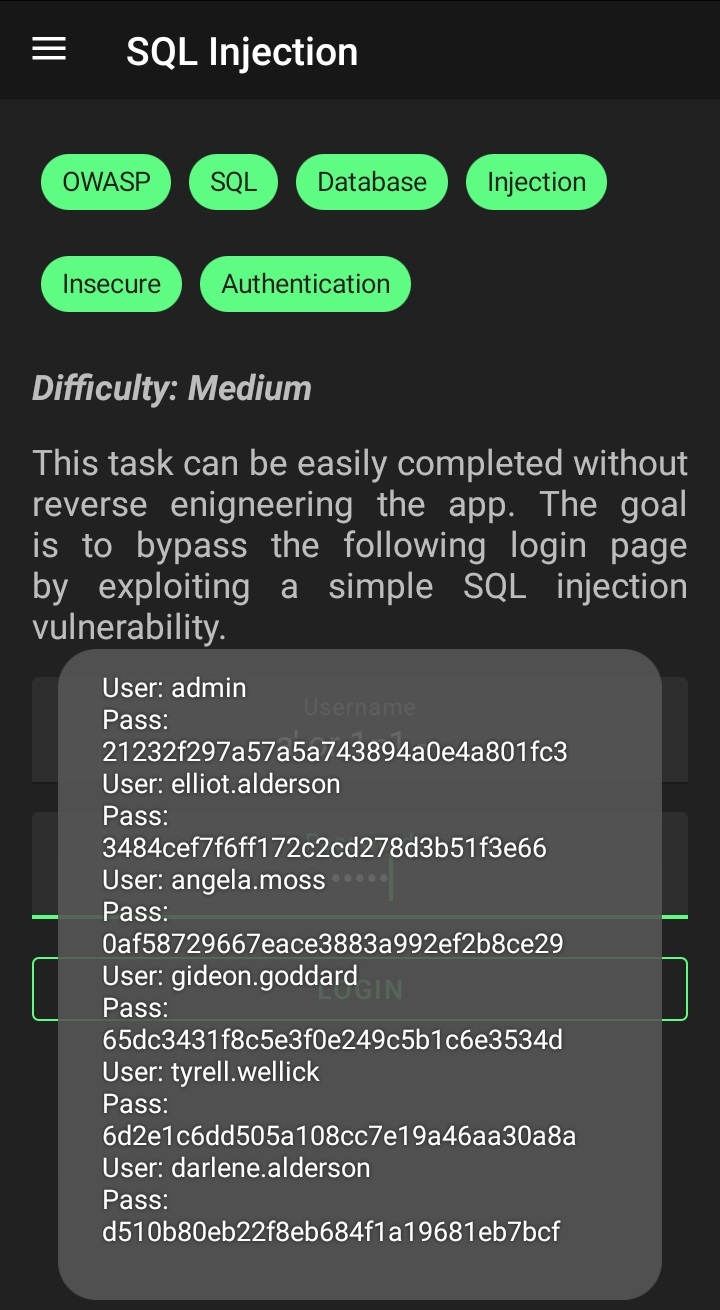 SQL Injection
OWASP SQL Database Injection
Insecure Authentication
Difficulty: Medium
This task can be easily completed without
reverse enigneering the app. The goal
is to bypass the following login page
by exploiting a simple SQL injection
vulnerability.
Username
User: admin
Pass:
21232f297a57a5a743894a0e4a801fc3
User: elliot.alderson
Pass:
3484cef7f6ff172c2cd278d3b51f3e66
User: angela.moss
Pass:
0af58729667eace3883a992ef2b8ce29
User: gideon.goddard
LOGIN
Pass:
65dc3431f8c5e3f0e249c5b1c6e3534d
User: tyrell.wellick
Pass:
6d2e1c6dd505a108cc7e19a46aa30a8a
User: darlene.alderson
Pass:
d510b80eb22f8eb684f1a19681eb7bcf